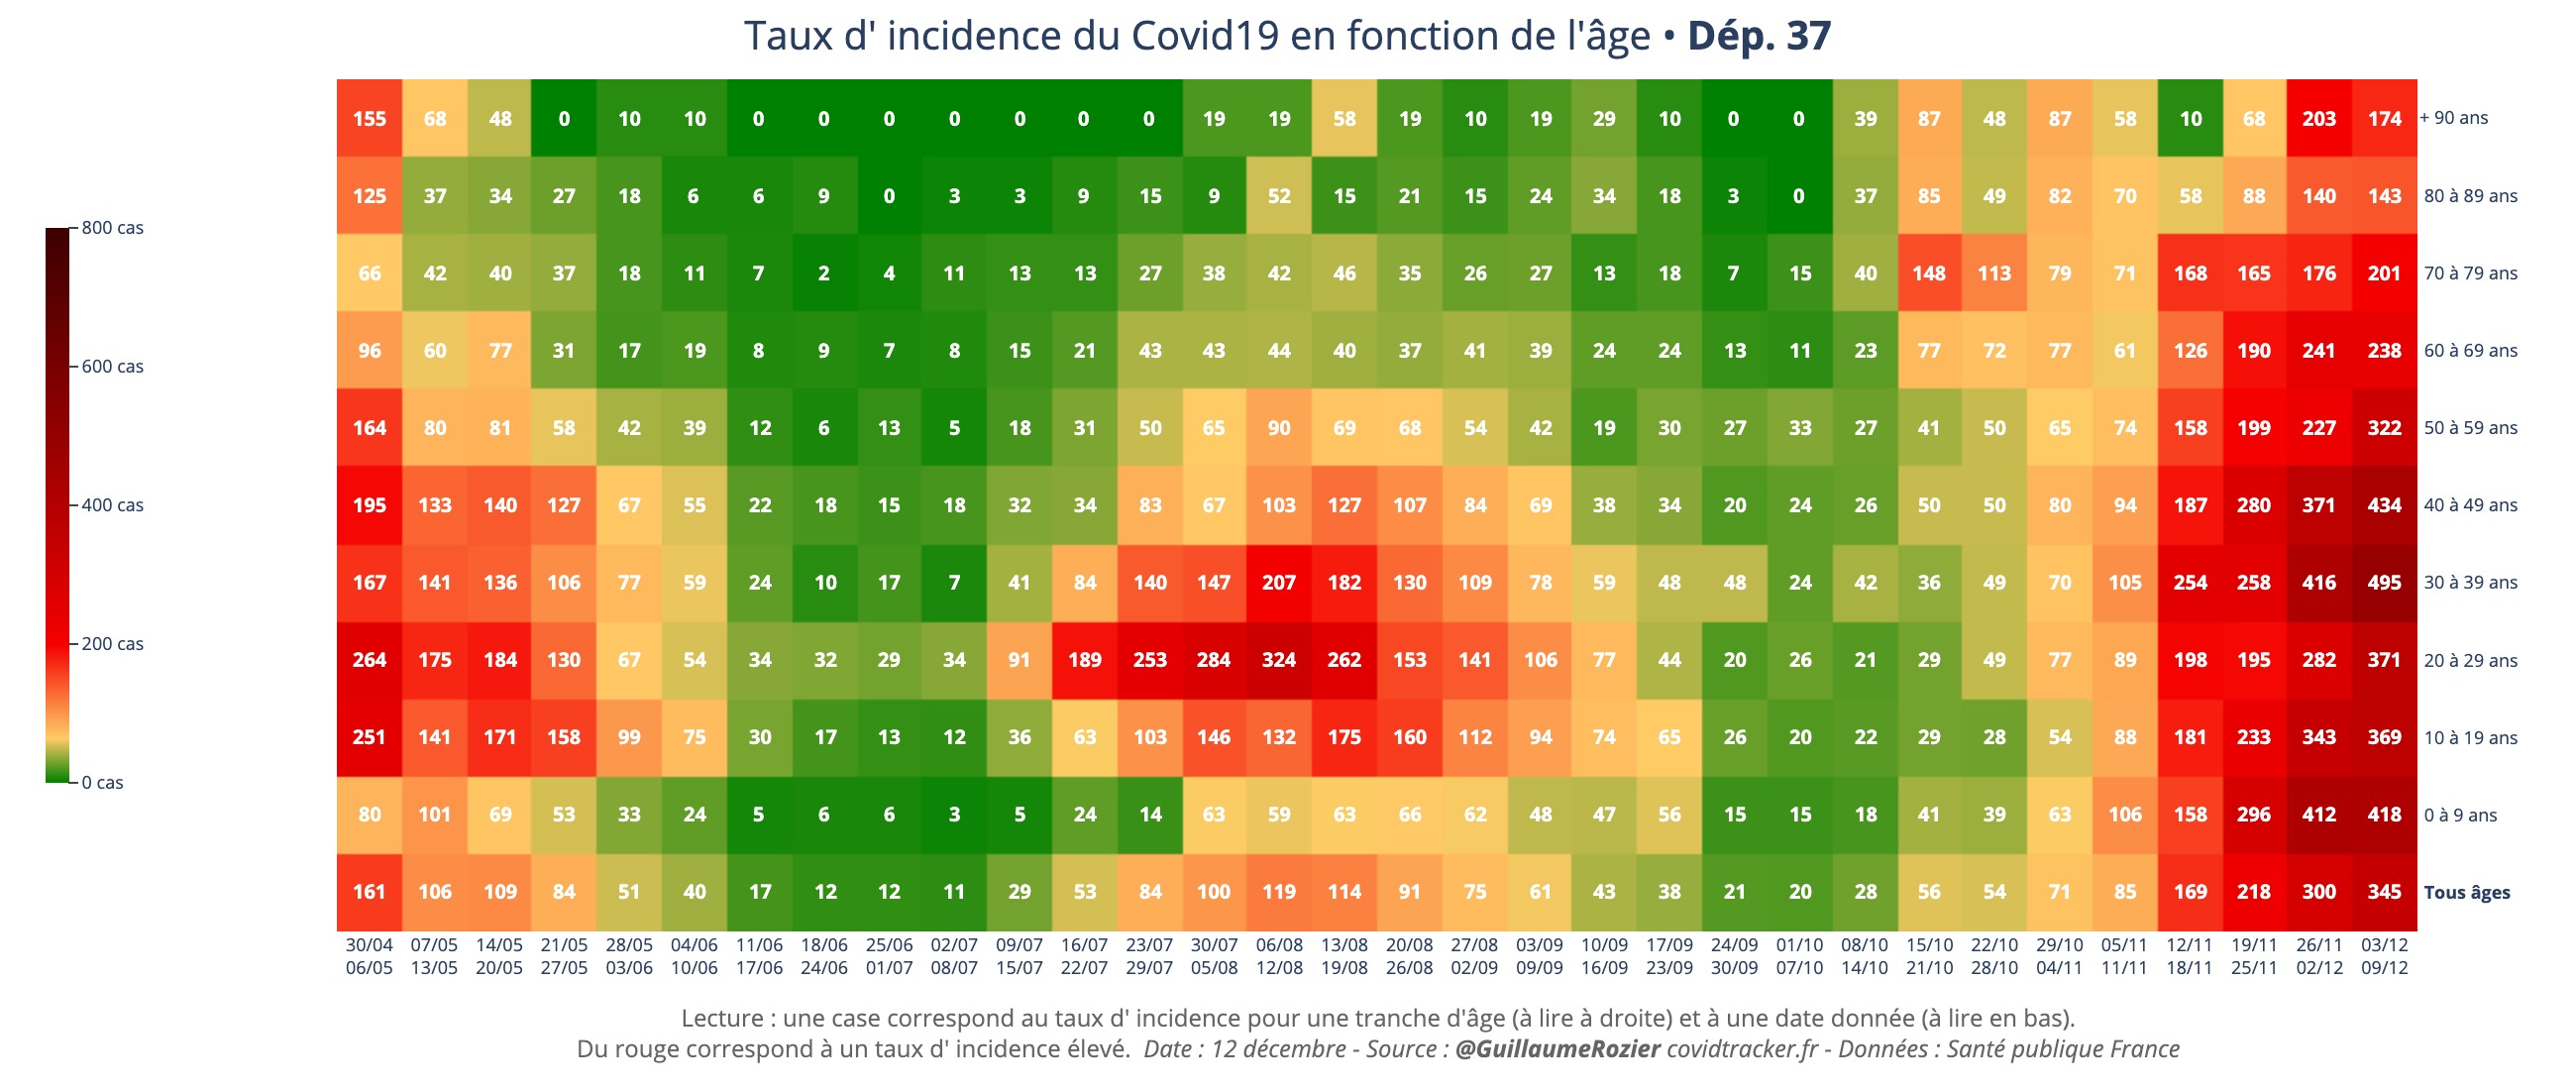 Taux d' incidence du Covid19 en fonction de l'âge • Dép. 37
800 cas
600 cas
400 cas
200 cas
0 cas
155 68 48 0 10 10 0 0 0 0 0 0 0 19 19 58 19 10 19 29 10 0 0 39 87 48 87 58 10 68 203 174 + 90 ans
125 37 34 27 18 6 6 9 0 3 3 9 15 9 52 15 21 15 24 34 18 3 0 37 85 49 82 70 58 88 140 143 80 à 89 ans
66 42 40 37 18 11 7 2 4 11 13 13 27 38 42 46 35 26 27 13 18 7 15 40 148 113 79 71 168 165 176 201 70 à 79 ans
96 60 77 31 17 19 8 9 7 8 15 21 43 43 44 40 37 41 39 24 24 13 11 23 77 72 77 61 126 190 241 238 60 à 69 ans
164 80 81 58 42 39 12 6 13 5 18 31 50 65 90 69 68 54 42 19 30 27 33 27 41 50 65 74 158 199 227 322 50 à 59 ans
195 133 140 127 67 55 22 18 15 18 32 34 83 67 103 127 107 84 69 38 34 20 24 26 50 50 80 94 187 280 371 434 40 à 49 ans
167 141 136 106 77 59 24 10 17 7 41 84 140 147 207 182 130 109 78 59 48 48 24 42 36 49 70 105 254 258 416 495 30 à 39 ans
264 175 184 130 67 54 34 32 29 34 91 189 253 284 324 262 153 141 106 77 44 20 26 21 29 49 77 89 198 195 282 371 20 à 29 ans
251 141 171 158 99 75 30 17 13 12 36 63 103 146 132 175 160 112 94 74 65 26 20 22 29 28 54 88 181 233 343 369 10 à 19 ans
80 101 69 53 33 24 5 6 6 3 5 24 14 63 59 63 66 62 48 47 56 15 15 18 41 39 63 106 158 296 412 418 0 à 9 ans
161 106 109 84 51 40 17 12 12 11 29 53 84 100 119 114 91 75 61 43 38 21 20 28 56 54 71 85 169 218 300 345 Tous âges
30/04 07/05 14/05 21/05 28/05 04/06 11/06 18/06 25/06 02/07 09/07 16/07 23/07 30/07 06/08 13/08 20/08 27/08 03/09 10/09 17/09 24/09 01/10 08/10 15/10 22/10 29/10 05/11 12/11 19/11 26/11 03/12
06/05 13/05 20/05 27/05 03/06 10/06 17/06 24/06 01/07 08/07 15/07 22/07 29/07 05/08 12/08 19/08 26/08 02/09 09/09 16/09 23/09 30/09 07/10 14/10 21/10 28/10 04/11 11/11 18/11 25/11 02/12 09/12
Lecture : une case correspond au taux d' incidence pour une tranche d'âge (à lire à droite) et à une date donnée (à lire en bas).
Du rouge correspond à un taux d' incidence élevé. Date : 12 décembre - Source : @GuillaumeRozier covidtracker.fr - Données : Santé publique France